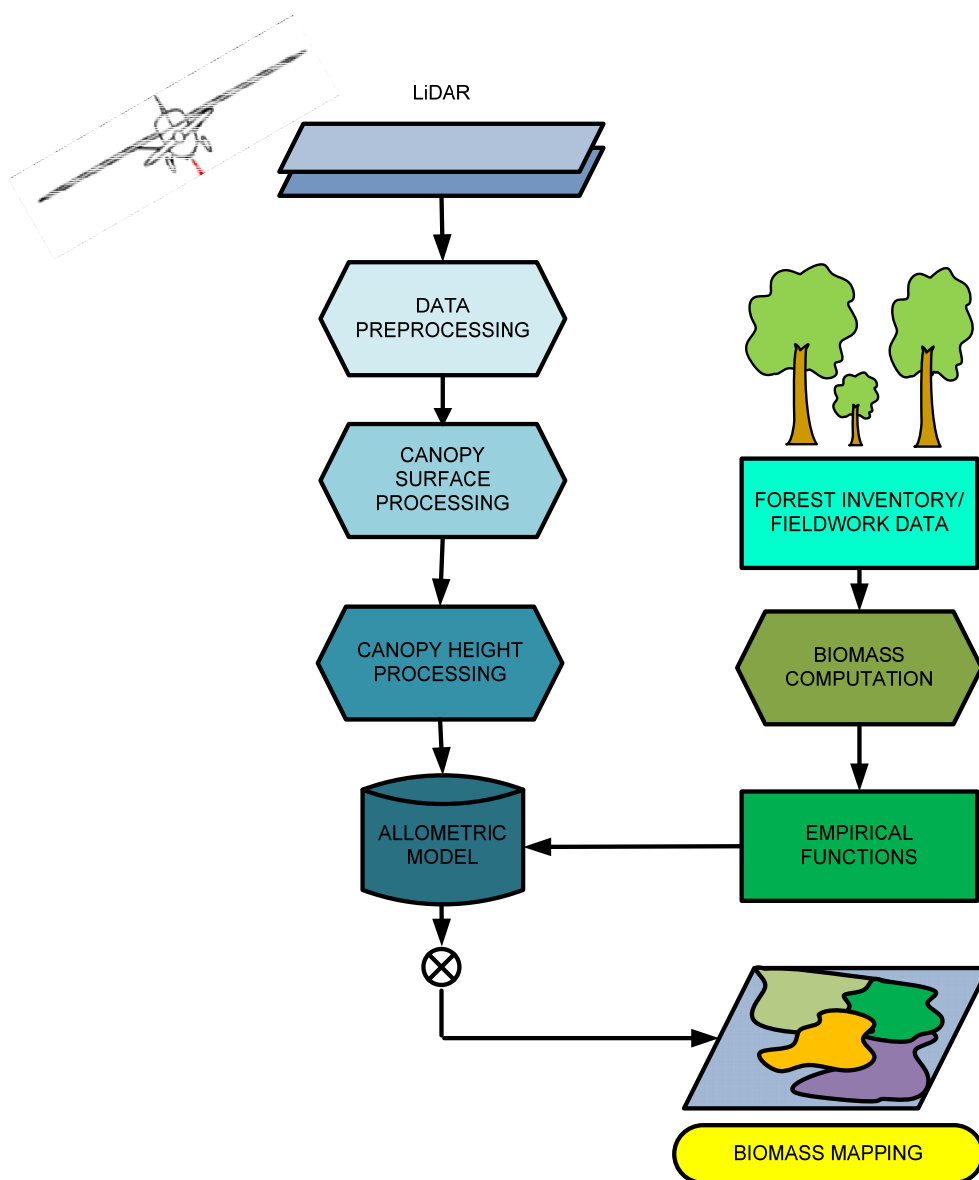 LiDAR
DATA
PREPROCESSING
CANOPY
SURFACE
PROCESSING
FOREST INVENTORY/
FIELDWORK DATA
CANOPY HEIGHT
PROCESSING
BIOMASS
COMPUTATION
ALLOMETRIC
MODEL
EMPIRICAL
FUNCTIONS
BIOMASS MAPPING